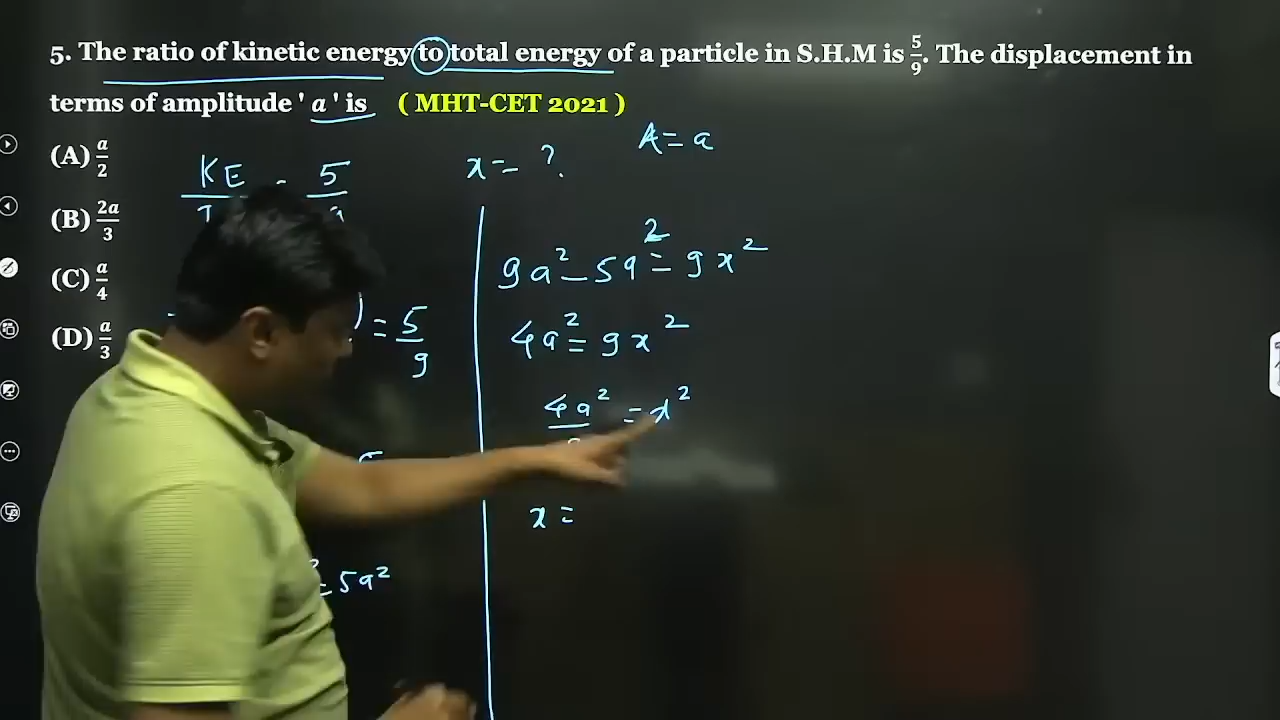 5. The ratio of kinetic energy to total energy of a particle in S.H.M is 5/9. The displacement in
terms of amplitude ' a ' is ( MHT-CET 2021 )
(A) a/2
(B) 2a/3
(C) a/4
(D) a/3
KE = 5
x = ?
A = a
) = 5/9
= 5a²
9a² - 5a² = 9x²
4a² = 9x²
4a² = x²
x =